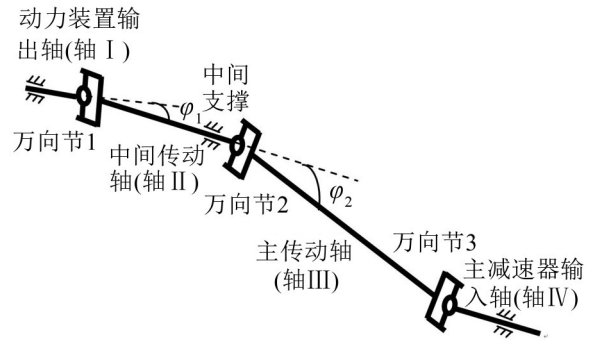 动力装置输
出轴(轴Ⅰ)
中间
支撑
φ1
万向节1
中间传动
轴(轴Ⅱ)
万向节2
φ2
主传动轴
(轴Ⅲ)
万向节3
主减速器输
入轴(轴Ⅳ)